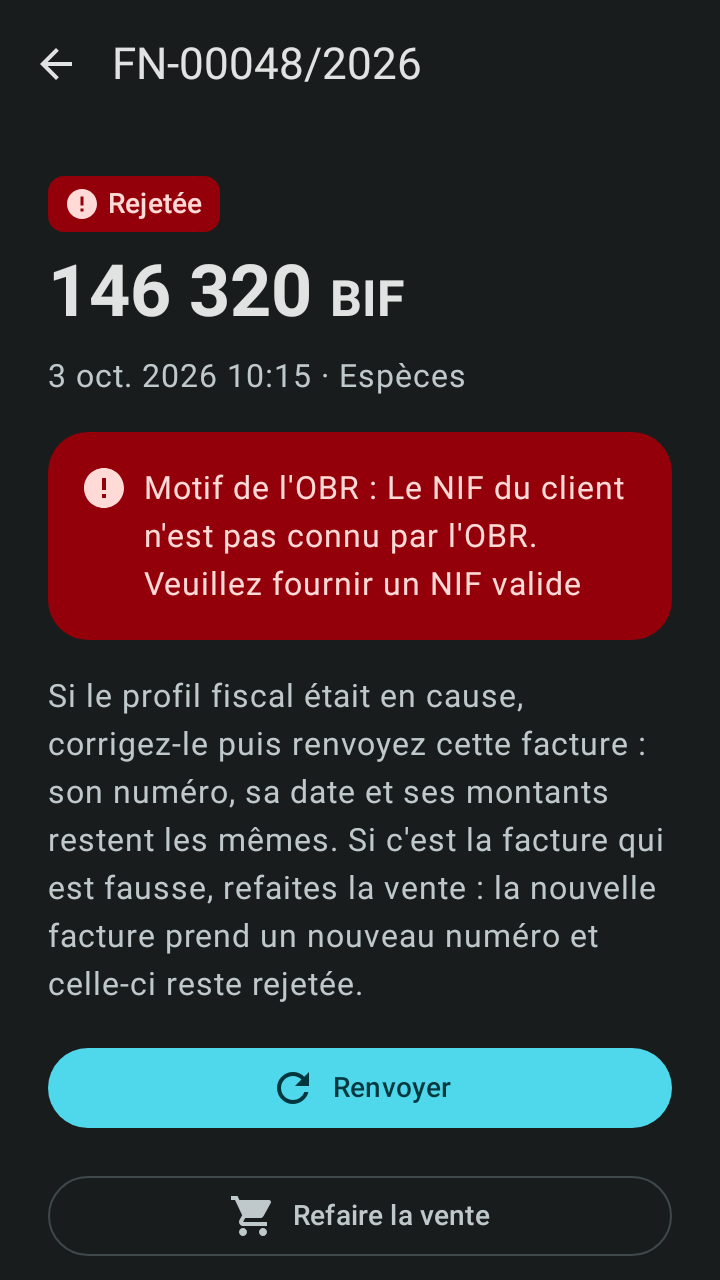 FN-00048/2026
Rejetée
146 320 BIF
3 oct. 2026 10:15 · Espèces
Motif de l'OBR : Le NIF du client
n'est pas connu par l'OBR.
Veuillez fournir un NIF valide
Si le profil fiscal était en cause,
corrigez-le puis renvoyez cette facture :
son numéro, sa date et ses montants
restent les mêmes. Si c'est la facture qui
est fausse, refaites la vente : la nouvelle
facture prend un nouveau numéro et
celle-ci reste rejetée.
Renvoyer
Refaire la vente